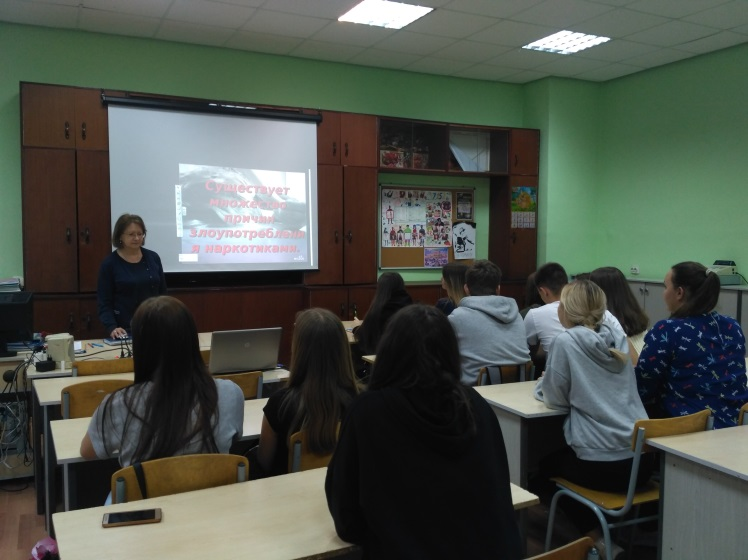 Существует
множество
причин
злоупотреблени
я наркотиками.